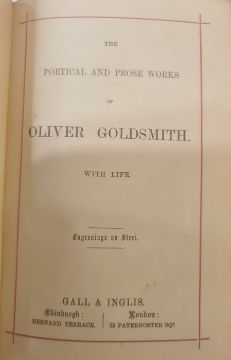 THE
POETICAL AND PROSE WORKS
OF
OLIVER GOLDSMITH.
WITH LIFE
Engravings on Steel.
GALL & INGLIS.
Edinburgh: London:
BERNARD TERRACE. 25 PATERNOSTER SQR